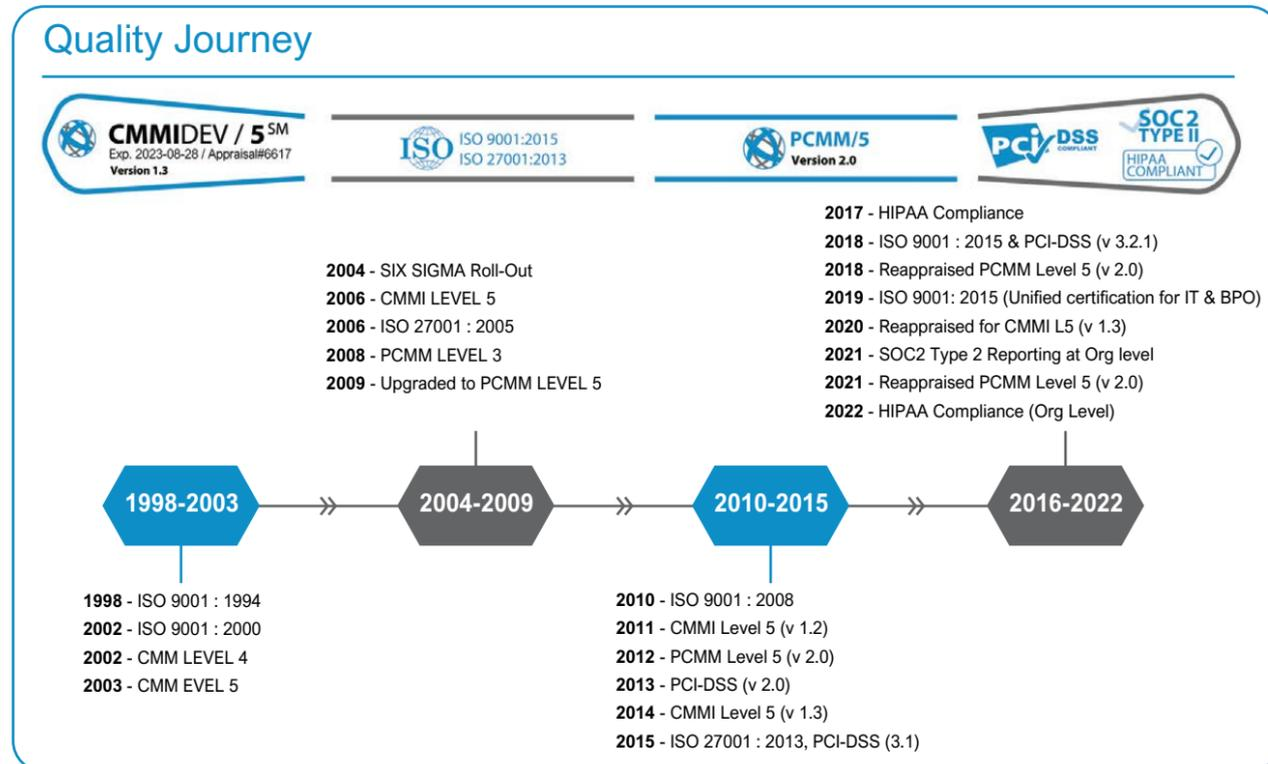 Quality Journey
CMMIDEV / 5 SM
Exp. 2023-08-28 / Appraisal#6617
Version 1.3
ISO
ISO 9001:2015
ISO 27001:2013
PCMM/5
Version 2.0
PCi DSS
COMPLIANT
SOC2
TYPE II
HIPAA
COMPLIANT
2017 - HIPAA Compliance
2018 - ISO 9001 : 2015 & PCI-DSS (v 3.2.1)
2018 - Reappraised PCMM Level 5 (v 2.0)
2019 - ISO 9001: 2015 (Unified certification for IT & BPO)
2020 - Reappraised for CMMI L5 (v 1.3)
2021 - SOC2 Type 2 Reporting at Org level
2021 - Reappraised PCMM Level 5 (v 2.0)
2022 - HIPAA Compliance (Org Level)
2004 - SIX SIGMA Roll-Out
2006 - CMMI LEVEL 5
2006 - ISO 27001 : 2005
2008 - PCMM LEVEL 3
2009 - Upgraded to PCMM LEVEL 5
1998-2003
2004-2009
2010-2015
2016-2022
1998 - ISO 9001 : 1994
2002 - ISO 9001 : 2000
2002 - CMM LEVEL 4
2003 - CMM EVEL 5
2010 - ISO 9001 : 2008
2011 - CMMI Level 5 (v 1.2)
2012 - PCMM Level 5 (v 2.0)
2013 - PCI-DSS (v 2.0)
2014 - CMMI Level 5 (v 1.3)
2015 - ISO 27001 : 2013, PCI-DSS (3.1)